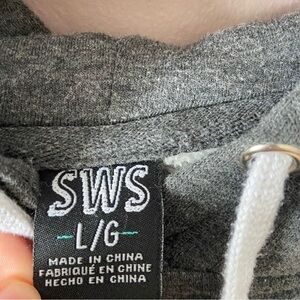 SWS
-L/G-
MADE IN CHINA
FABRIQUÉ EN CHINE
HECHO EN CHINA